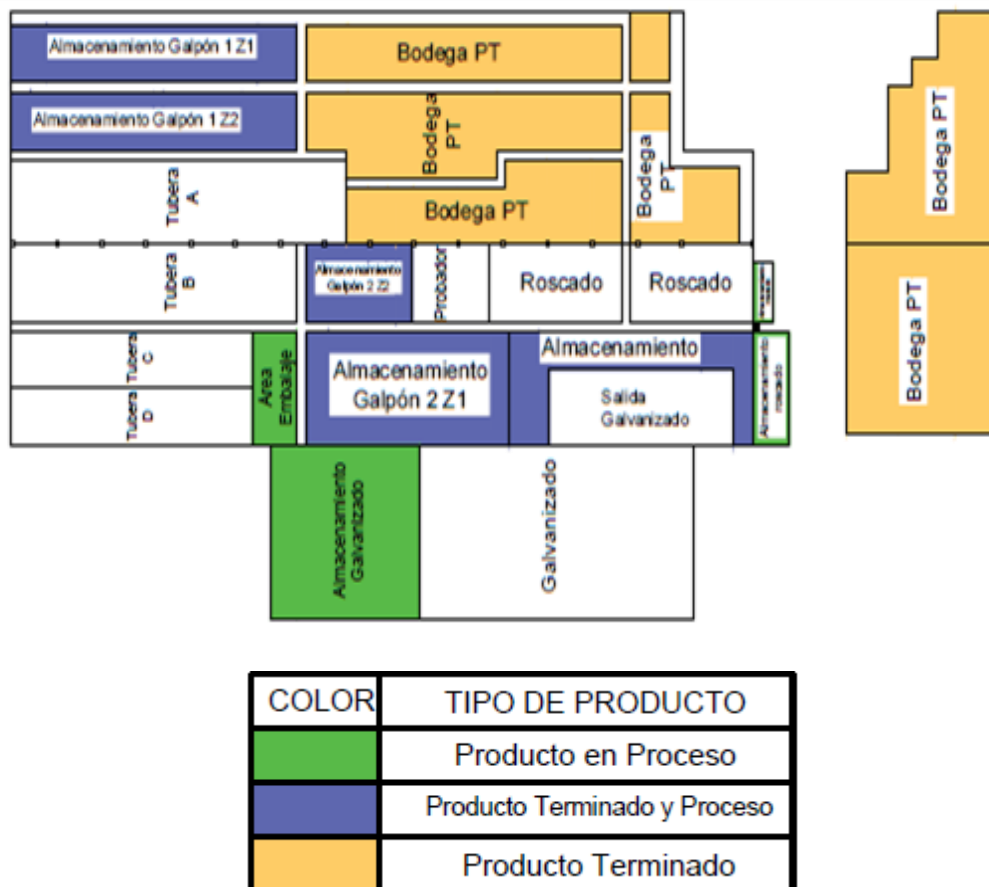 Almacenamiento Galpón 1 Z1
Bodega PT
Almacenamiento Galpón 1 Z2
Bodega
PT
Bodega
PT
Bodega PT
Tubera
A
Bodega PT
Tubera
B
Almacenamiento
Galpón 2 Z2
Probador
Roscado
Roscado
Tubera
C
Area
Embalaje
Almacenamiento
Galpón 2 Z1
Almacenamiento
Salida
Galvanizado
Almacenamiento
roscado
Tubera
D
Bodega PT
Almacenamiento
Galvanizado
Galvanizado
COLOR
TIPO DE PRODUCTO
Producto en Proceso
Producto Terminado y Proceso
Producto Terminado